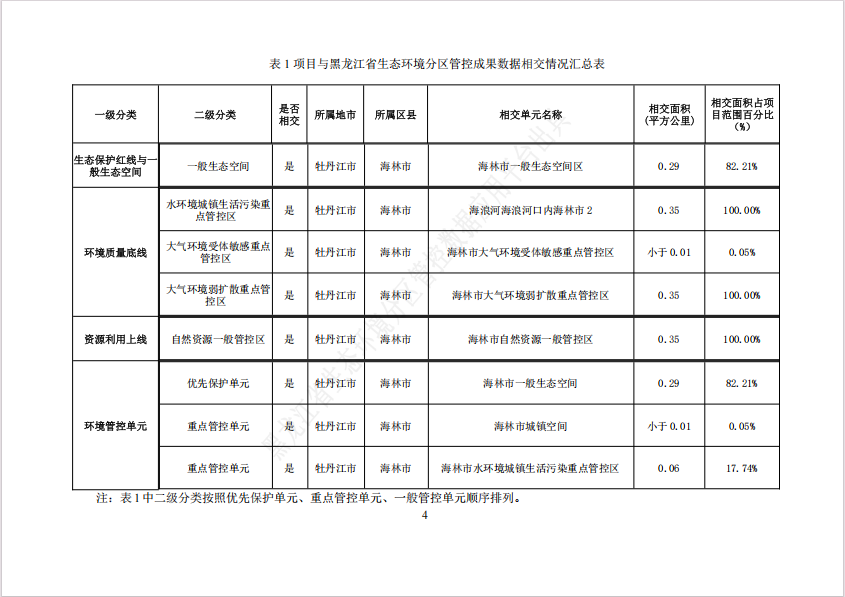 表 1 项目与黑龙江省生态环境分区管控成果数据相交情况汇总表
一级分类 二级分类 是否相交 所属地市 所属区县 相交单元名称 相交面积(平方公里) 相交面积占项目范围百分比(%)
生态保护红线与一般生态空间 一般生态空间 是 牡丹江市 海林市 海林市一般生态空间区 0.29 82.21%
环境质量底线 水环境城镇生活污染重点管控区 是 牡丹江市 海林市 海浪河海浪河口内海林市 2 0.35 100.00%
大气环境受体敏感重点管控区 是 牡丹江市 海林市 海林市大气环境受体敏感重点管控区 小于 0.01 0.05%
大气环境弱扩散重点管控区 是 牡丹江市 海林市 海林市大气环境弱扩散重点管控区 0.35 100.00%
资源利用上线 自然资源一般管控区 是 牡丹江市 海林市 海林市自然资源一般管控区 0.35 100.00%
环境管控单元 优先保护单元 是 牡丹江市 海林市 海林市一般生态空间 0.29 82.21%
重点管控单元 是 牡丹江市 海林市 海林市城镇空间 小于 0.01 0.05%
重点管控单元 是 牡丹江市 海林市 海林市水环境城镇生活污染重点管控区 0.06 17.74%
注：表 1 中二级分类按照优先保护单元、重点管控单元、一般管控单元顺序排列。
4
黑龙江省生态环境分区管控数据应用平台出具